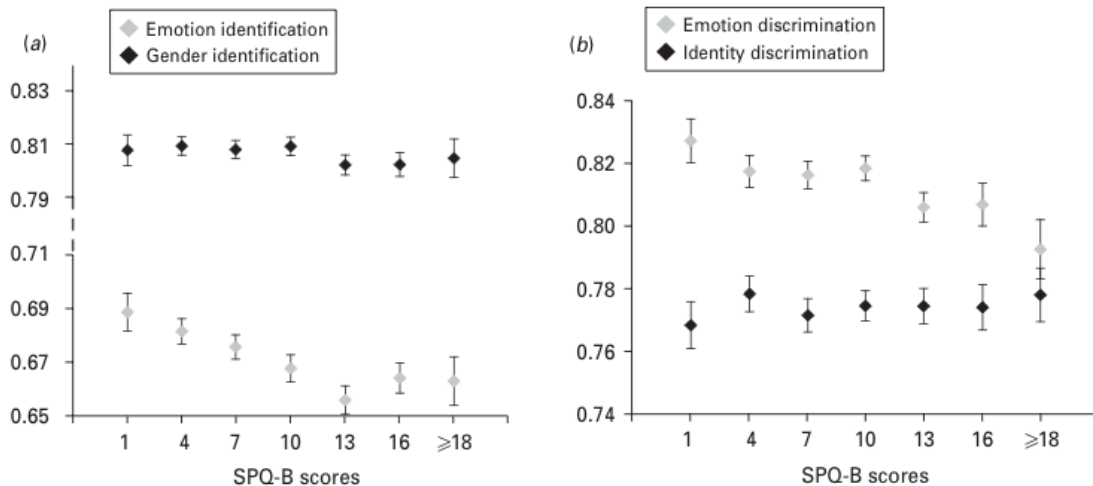 (a)
Emotion identification
Gender identification
0.83
0.81
0.79
0.71
0.69
0.67
0.65
1 4 7 10 13 16 ⩾18
SPQ-B scores
(b)
Emotion discrimination
Identity discrimination
0.84
0.82
0.80
0.78
0.76
0.74
1 4 7 10 13 16 ⩾18
SPQ-B scores